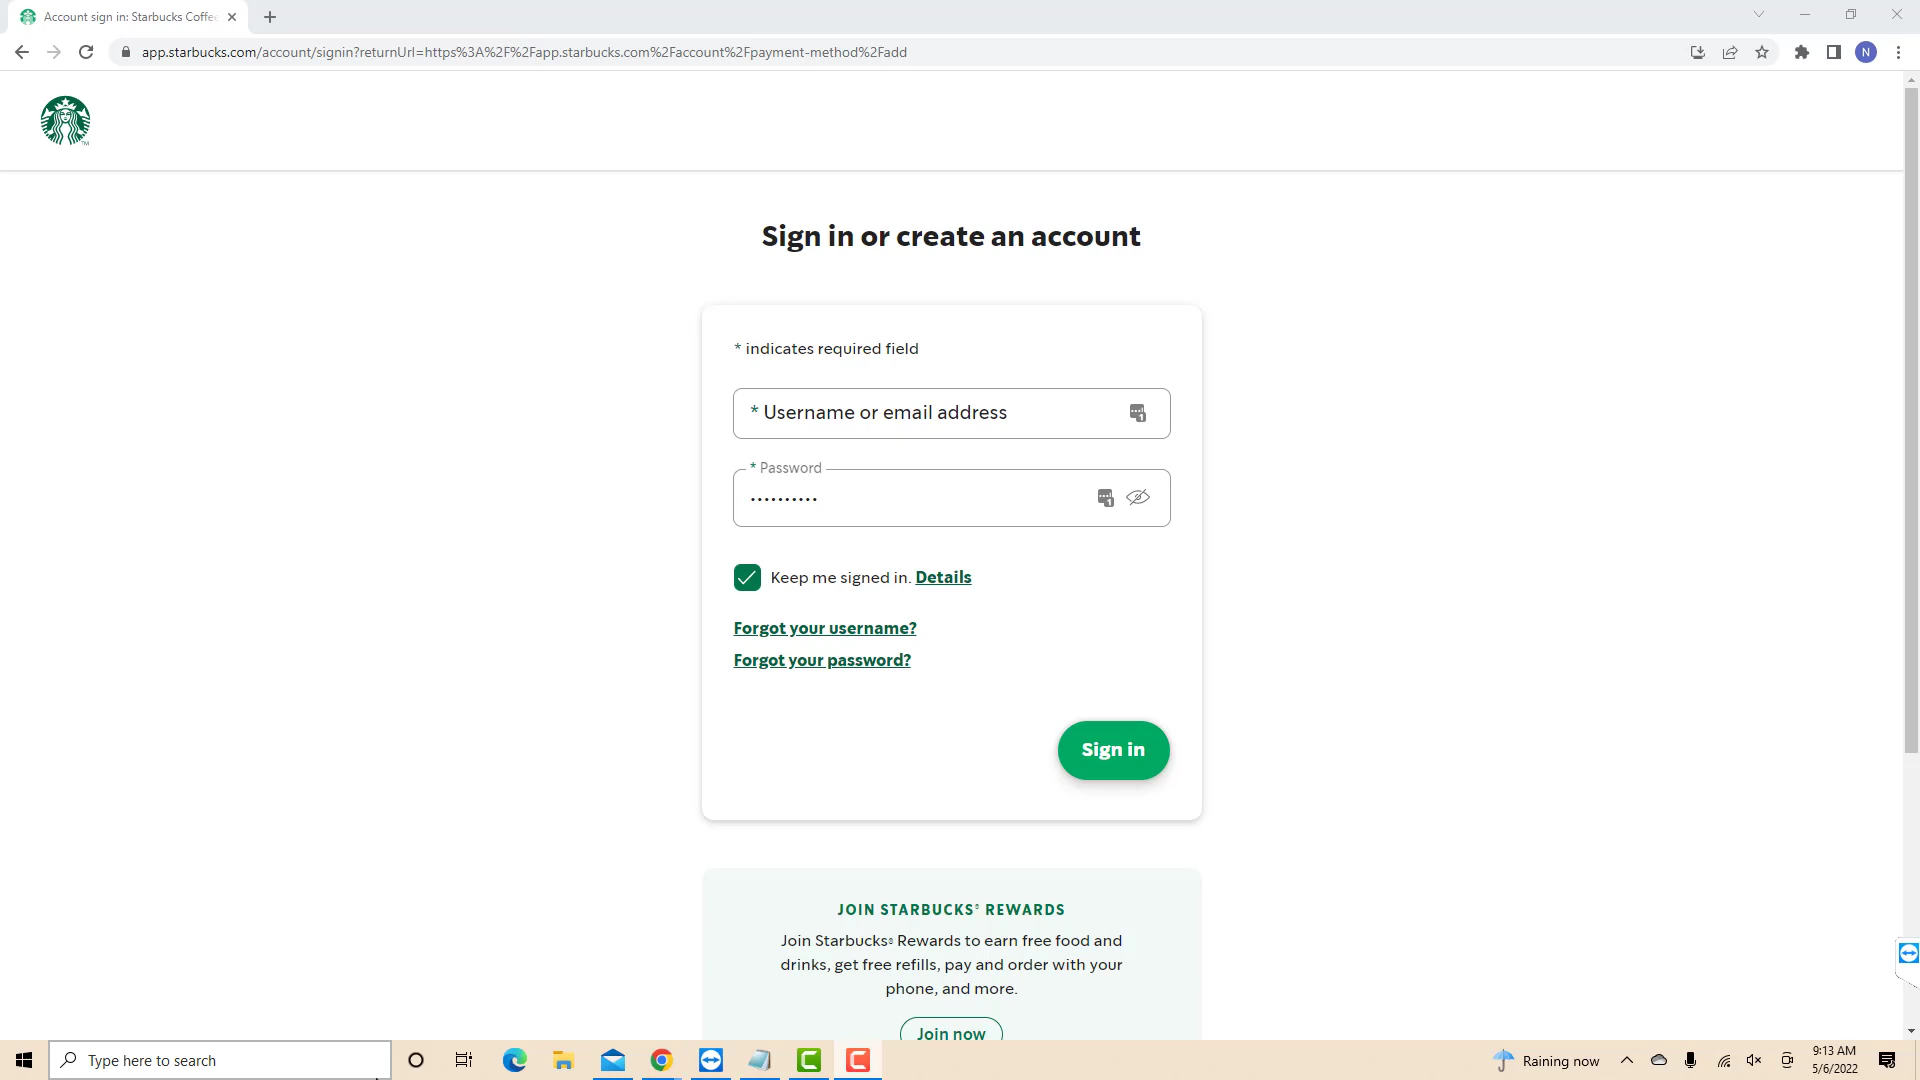 Account sign in: Starbucks Coffee
app.starbucks.com/account/signin?returnUrl=https%3A%2F%2Fapp.starbucks.com%2Faccount%2Fpayment-method%2Fadd
N
TM
Sign in or create an account
* indicates required field
* Username or email address
1
* Password
••••••••••
1
Keep me signed in. Details
Forgot your username?
Forgot your password?
Sign in
JOIN STARBUCKS® REWARDS
Join Starbucks® Rewards to earn free food and
drinks, get free refills, pay and order with your
phone, and more.
Join now
Type here to search
Raining now
9:13 AM
5/6/2022